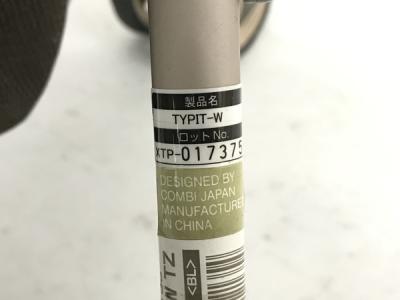 製品名
TYPIT-W
ロットNo.
XTP-017375
DESIGNED BY
COMBI JAPAN
MANUFACTURED
IN CHINA
W TZ
<BL>